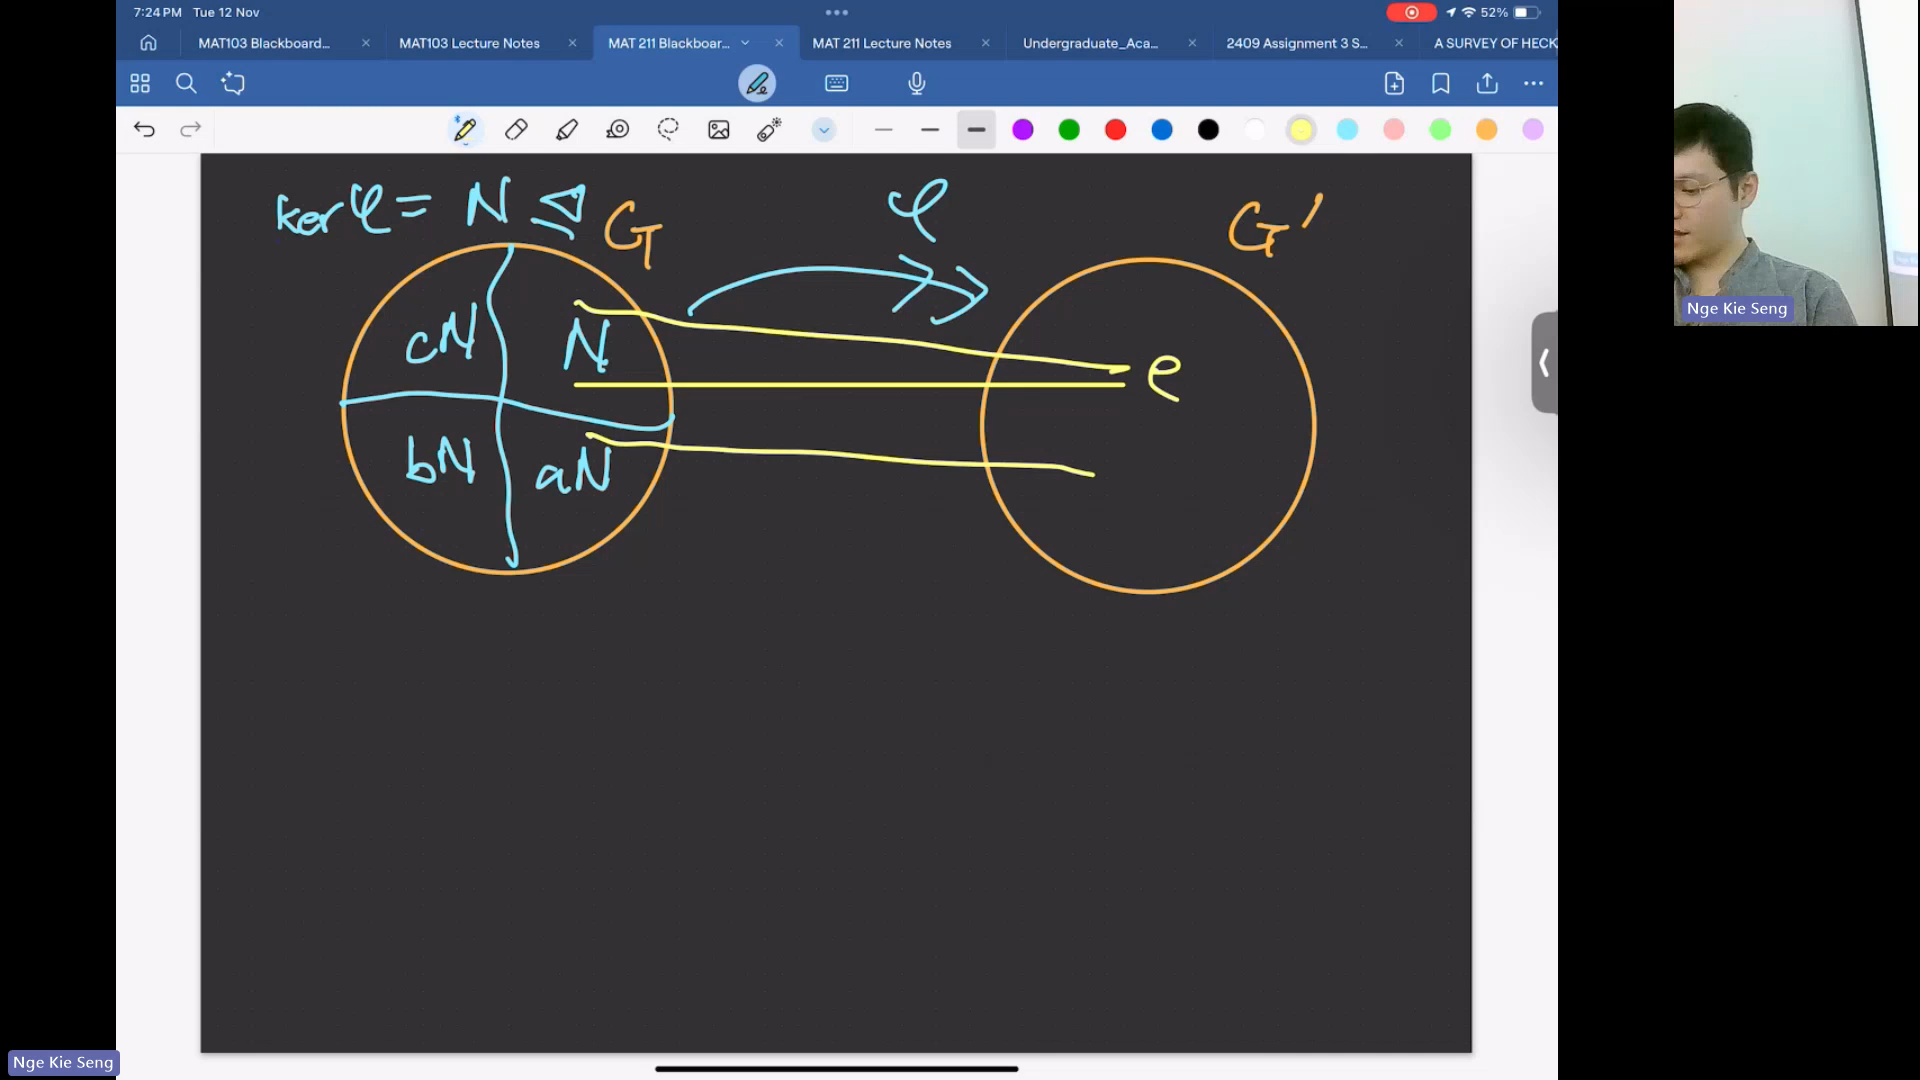 7:24 PM Tue 12 Nov
52%
MAT103 Blackboard...
MAT103 Lecture Notes
MAT 211 Blackboar...
MAT 211 Lecture Notes
Undergraduate_Aca...
2409 Assignment 3 S...
A SURVEY OF HECK
ker φ = N ⊴ G
φ
G'
cN
N
e
bN
aN
Nge Kie Seng
Nge Kie Seng